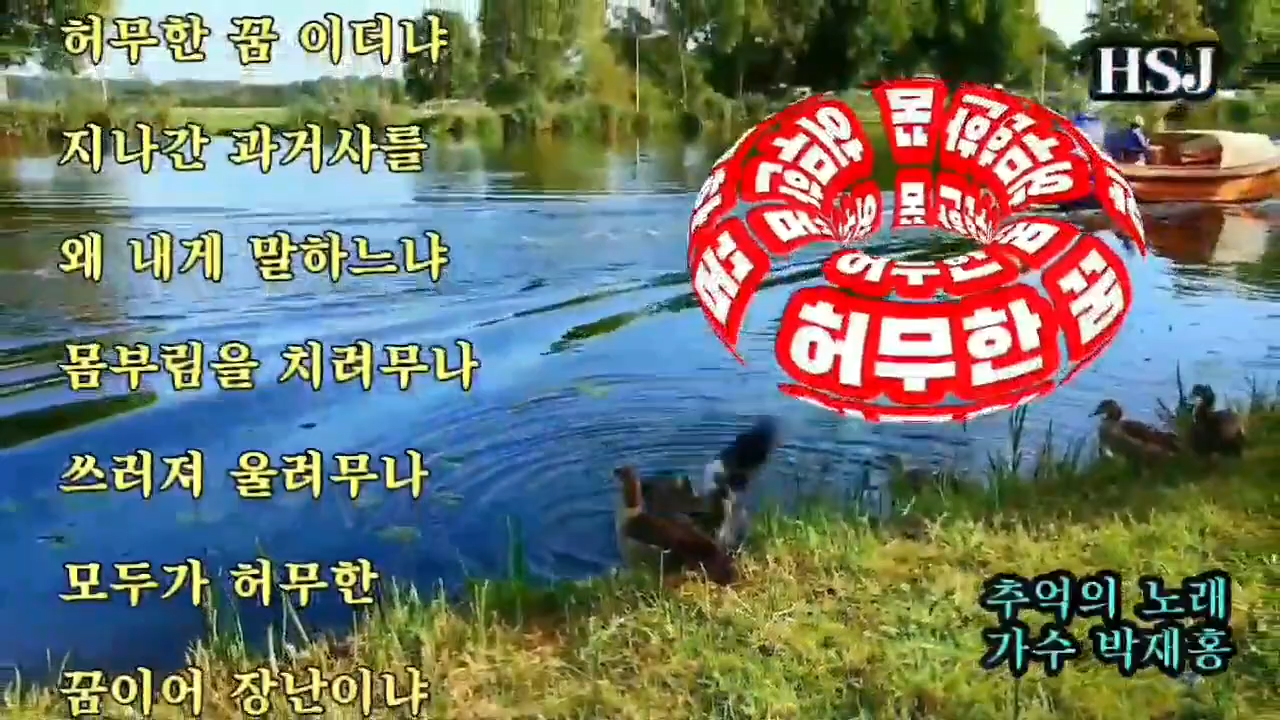 허무한 꿈 이더냐
지나간 과거사를
왜 내게 말하느냐
몸부림을 치려무나
쓰러져 울려무나
모두가 허무한
꿈이어 장난이냐
HSJ
허무한
허무한
추억의 노래
가수 박재홍